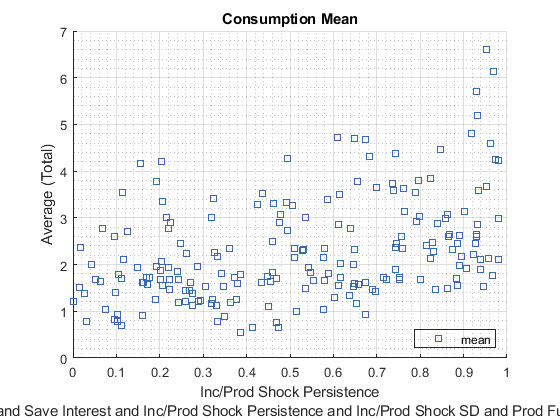 Consumption Mean
Average (Total)
7
6
5
4
3
2
1
0
mean
0 0.1 0.2 0.3 0.4 0.5 0.6 0.7 0.8 0.9 1
Inc/Prod Shock Persistence
and Save Interest and Inc/Prod Shock Persistence and Inc/Prod Shock SD and Prod